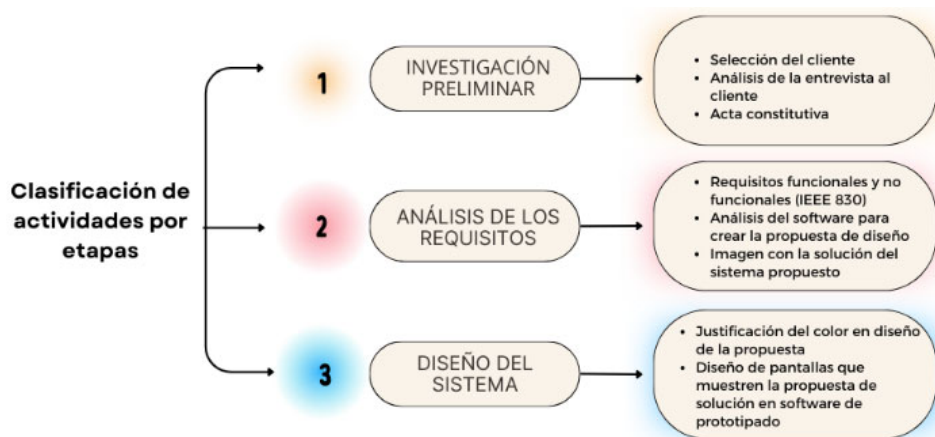 Clasificación de
actividades por
etapas
1
INVESTIGACIÓN
PRELIMINAR
• Selección del cliente
• Análisis de la entrevista al
cliente
• Acta constitutiva
2
ANÁLISIS DE LOS
REQUISITOS
• Requisitos funcionales y no
funcionales (IEEE 830)
• Análisis del software para
crear la propuesta de diseño
• Imagen con la solución del
sistema propuesto
3
DISEÑO DEL
SISTEMA
• Justificación del color en diseño
de la propuesta
• Diseño de pantallas que
muestren la propuesta de
solución en software de
prototipado